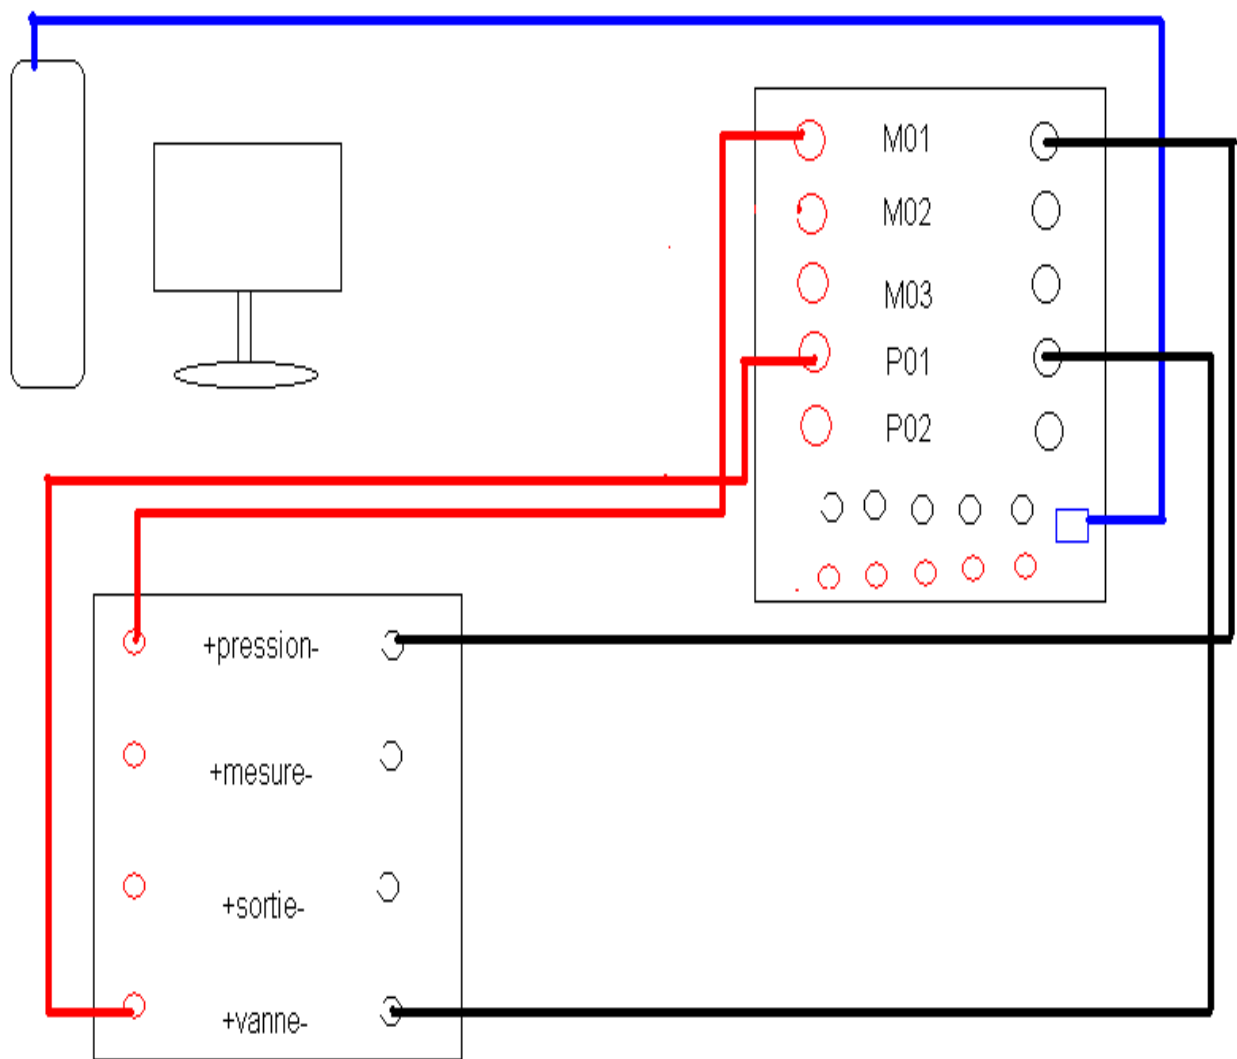 M01
M02
M03
P01
P02
+pression-
+mesure-
+sortie-
+vanne-